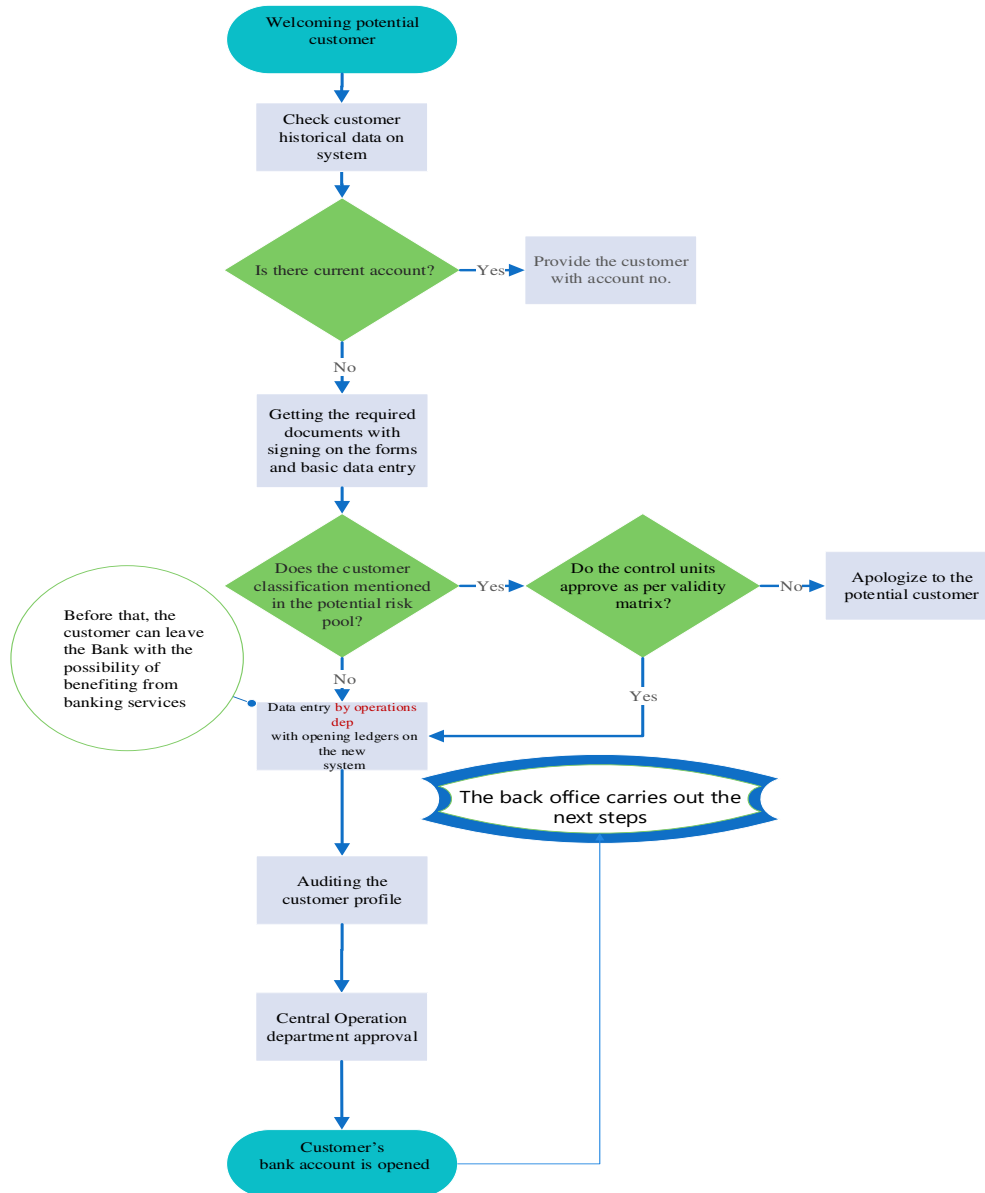 Welcoming potential
customer
Check customer
historical data on
system
Is there current account?
Yes
Provide the customer
with account no.
No
Getting the required
documents with
signing on the forms
and basic data entry
Does the customer
classification mentioned
in the potential risk
pool?
Yes
Do the control units
approve as per validity
matrix?
No
Apologize to the
potential customer
Before that, the
customer can leave
the Bank with the
possibility of
benefiting from
banking services
No
Yes
Data entry by operations
dep
with opening ledgers on
the new
system
The back office carries out the
next steps
Auditing the
customer profile
Central Operation
department approval
Customer’s
bank account is opened